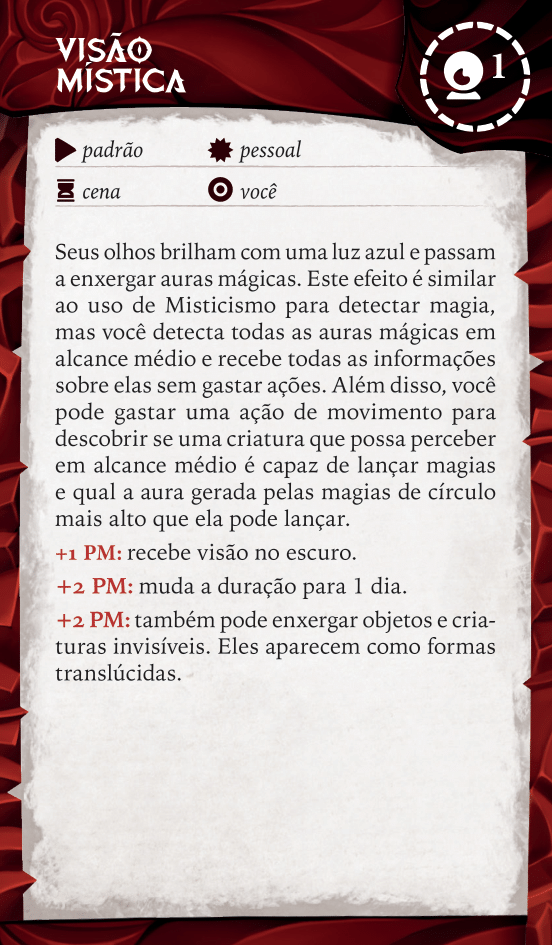 VISÃO
MÍSTICA
1
padrão
pessoal
cena
você
Seus olhos brilham com uma luz azul e passam
a enxergar auras mágicas. Este efeito é similar
ao uso de Misticismo para detectar magia,
mas você detecta todas as auras mágicas em
alcance médio e recebe todas as informações
sobre elas sem gastar ações. Além disso, você
pode gastar uma ação de movimento para
descobrir se uma criatura que possa perceber
em alcance médio é capaz de lançar magias
e qual a aura gerada pelas magias de círculo
mais alto que ela pode lançar.
+1 PM: recebe visão no escuro.
+2 PM: muda a duração para 1 dia.
+2 PM: também pode enxergar objetos e cria-
turas invisíveis. Eles aparecem como formas
translúcidas.